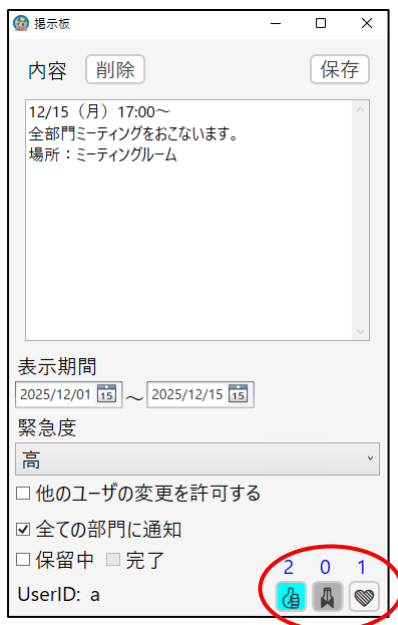 掲示板
内容 削除 保存
12/15（月）17:00～
全部門ミーティングをおこないます。
場所：ミーティングルーム
表示期間
2025/12/01 15 ～ 2025/12/15 15
緊急度
高
他のユーザの変更を許可する
全ての部門に通知
保留中 完了
2 0 1
UserID: a